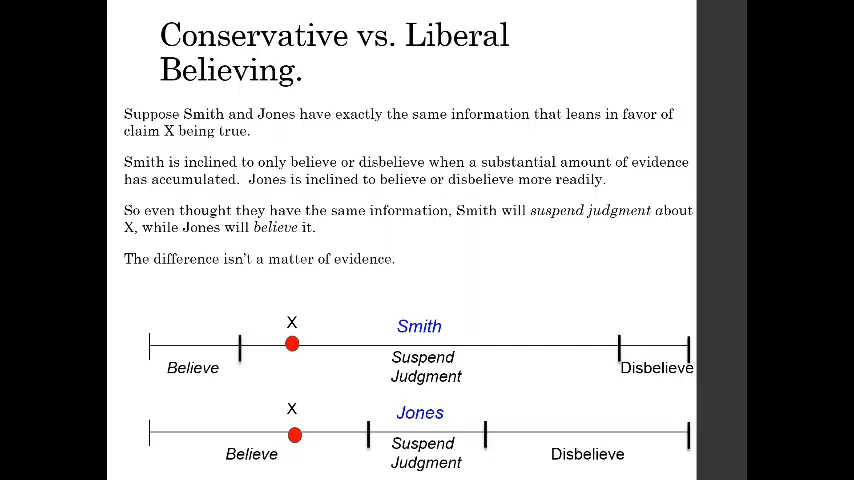 Conservative vs. Liberal
Believing.
Suppose Smith and Jones have exactly the same information that leans in favor of
claim X being true.
Smith is inclined to only believe or disbelieve when a substantial amount of evidence
has accumulated. Jones is inclined to believe or disbelieve more readily.
So even thought they have the same information, Smith will suspend judgment about
X, while Jones will believe it.
The difference isn't a matter of evidence.
X
Smith
Believe
Suspend
Judgment
Disbelieve
X
Jones
Believe
Suspend
Judgment
Disbelieve